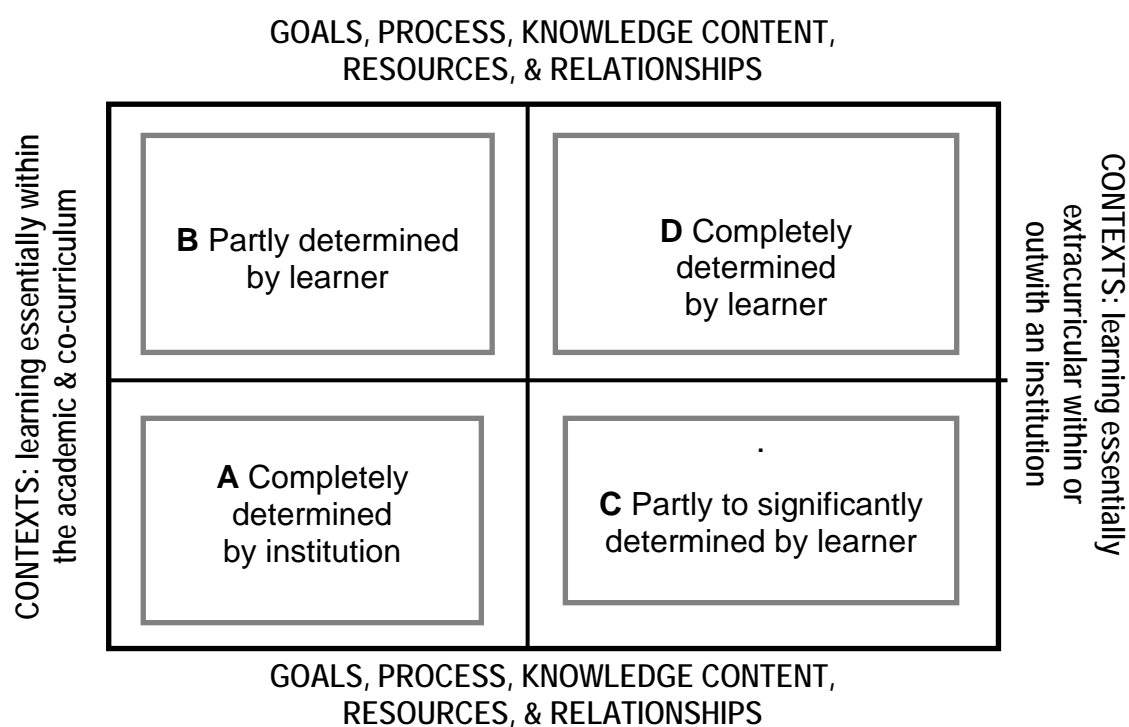 GOALS, PROCESS, KNOWLEDGE CONTENT,
RESOURCES, & RELATIONSHIPS
CONTEXTS: learning essentially within
the academic & co-curriculum
B Partly determined
by learner
D Completely
determined
by learner
A Completely
determined
by institution
.
C Partly to significantly
determined by learner
CONTEXTS: learning essentially
extracurricular within or
outwith an institution
GOALS, PROCESS, KNOWLEDGE CONTENT,
RESOURCES, & RELATIONSHIPS